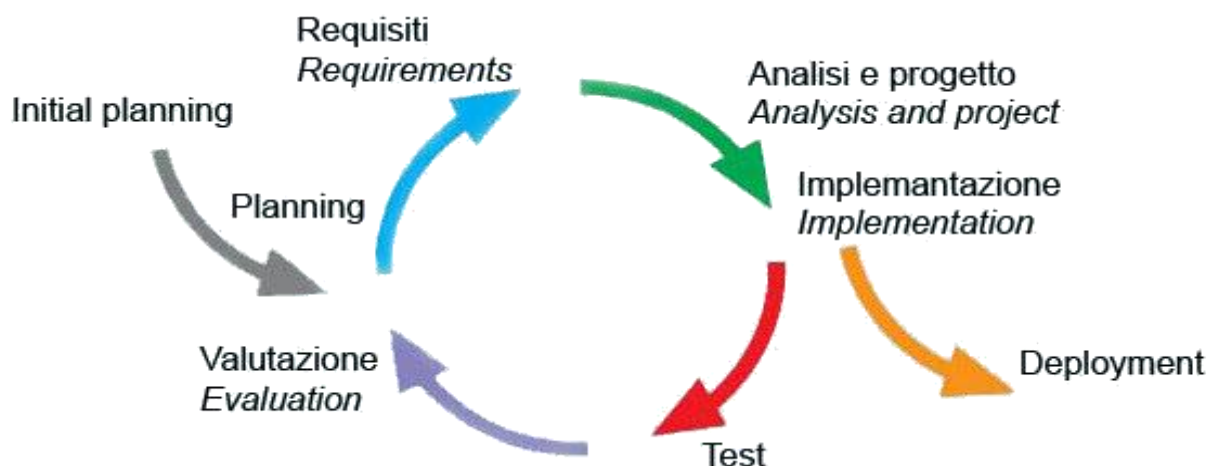 Requisiti
Requirements
Initial planning
Planning
Analisi e progetto
Analysis and project
Implemantazione
Implementation
Deployment
Test
Valutazione
Evaluation